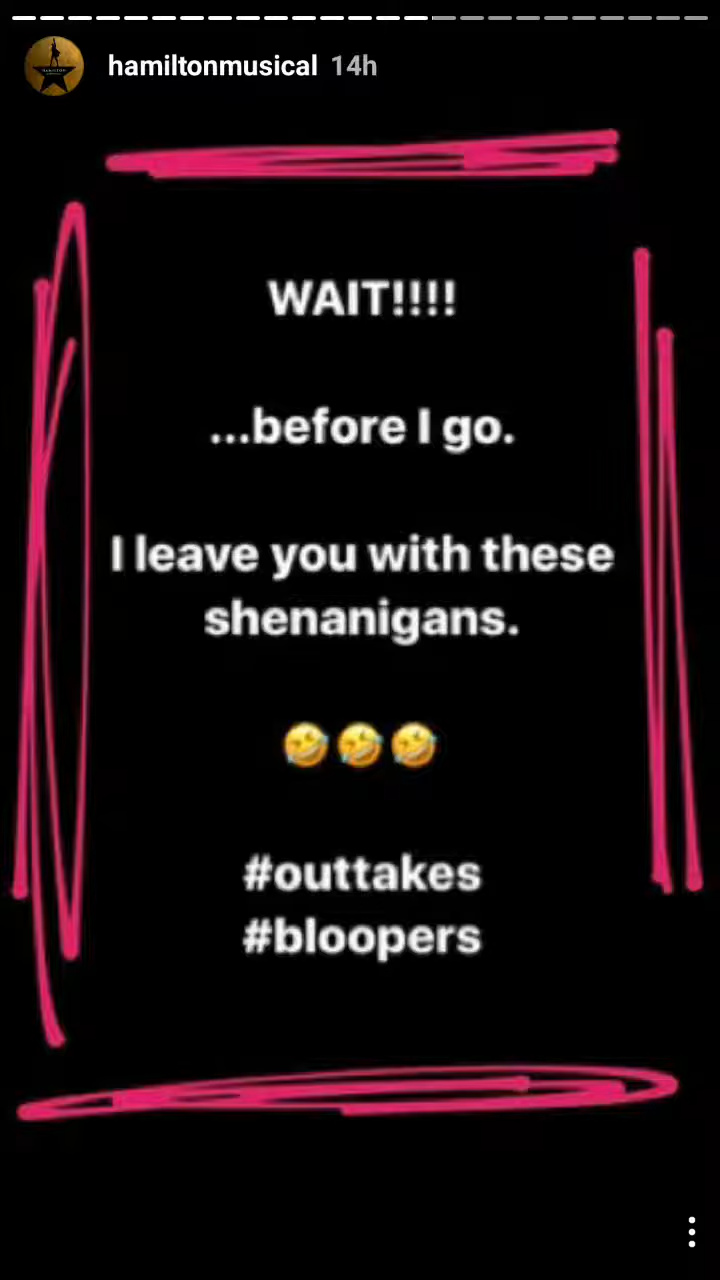 hamiltonmusical 14h
WAIT!!!!
...before I go.
I leave you with these
shenanigans.
🤣🤣🤣
#outtakes
#bloopers